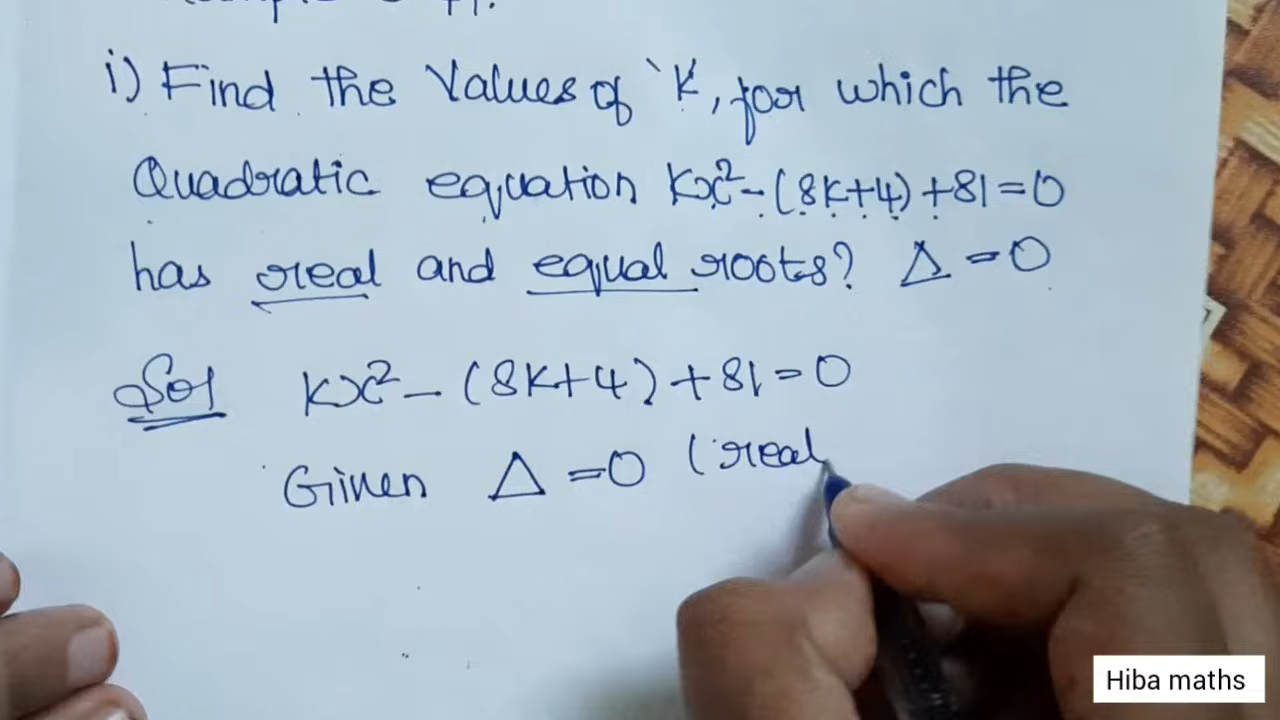 i) Find the Values of 'K, for which the
Quadratic equation Kx²-(8K+4)+81=0
has real and equal roots? Δ=0
Sol Kx²-(8K+4)+81=0
Given Δ=0 (real
Hiba maths